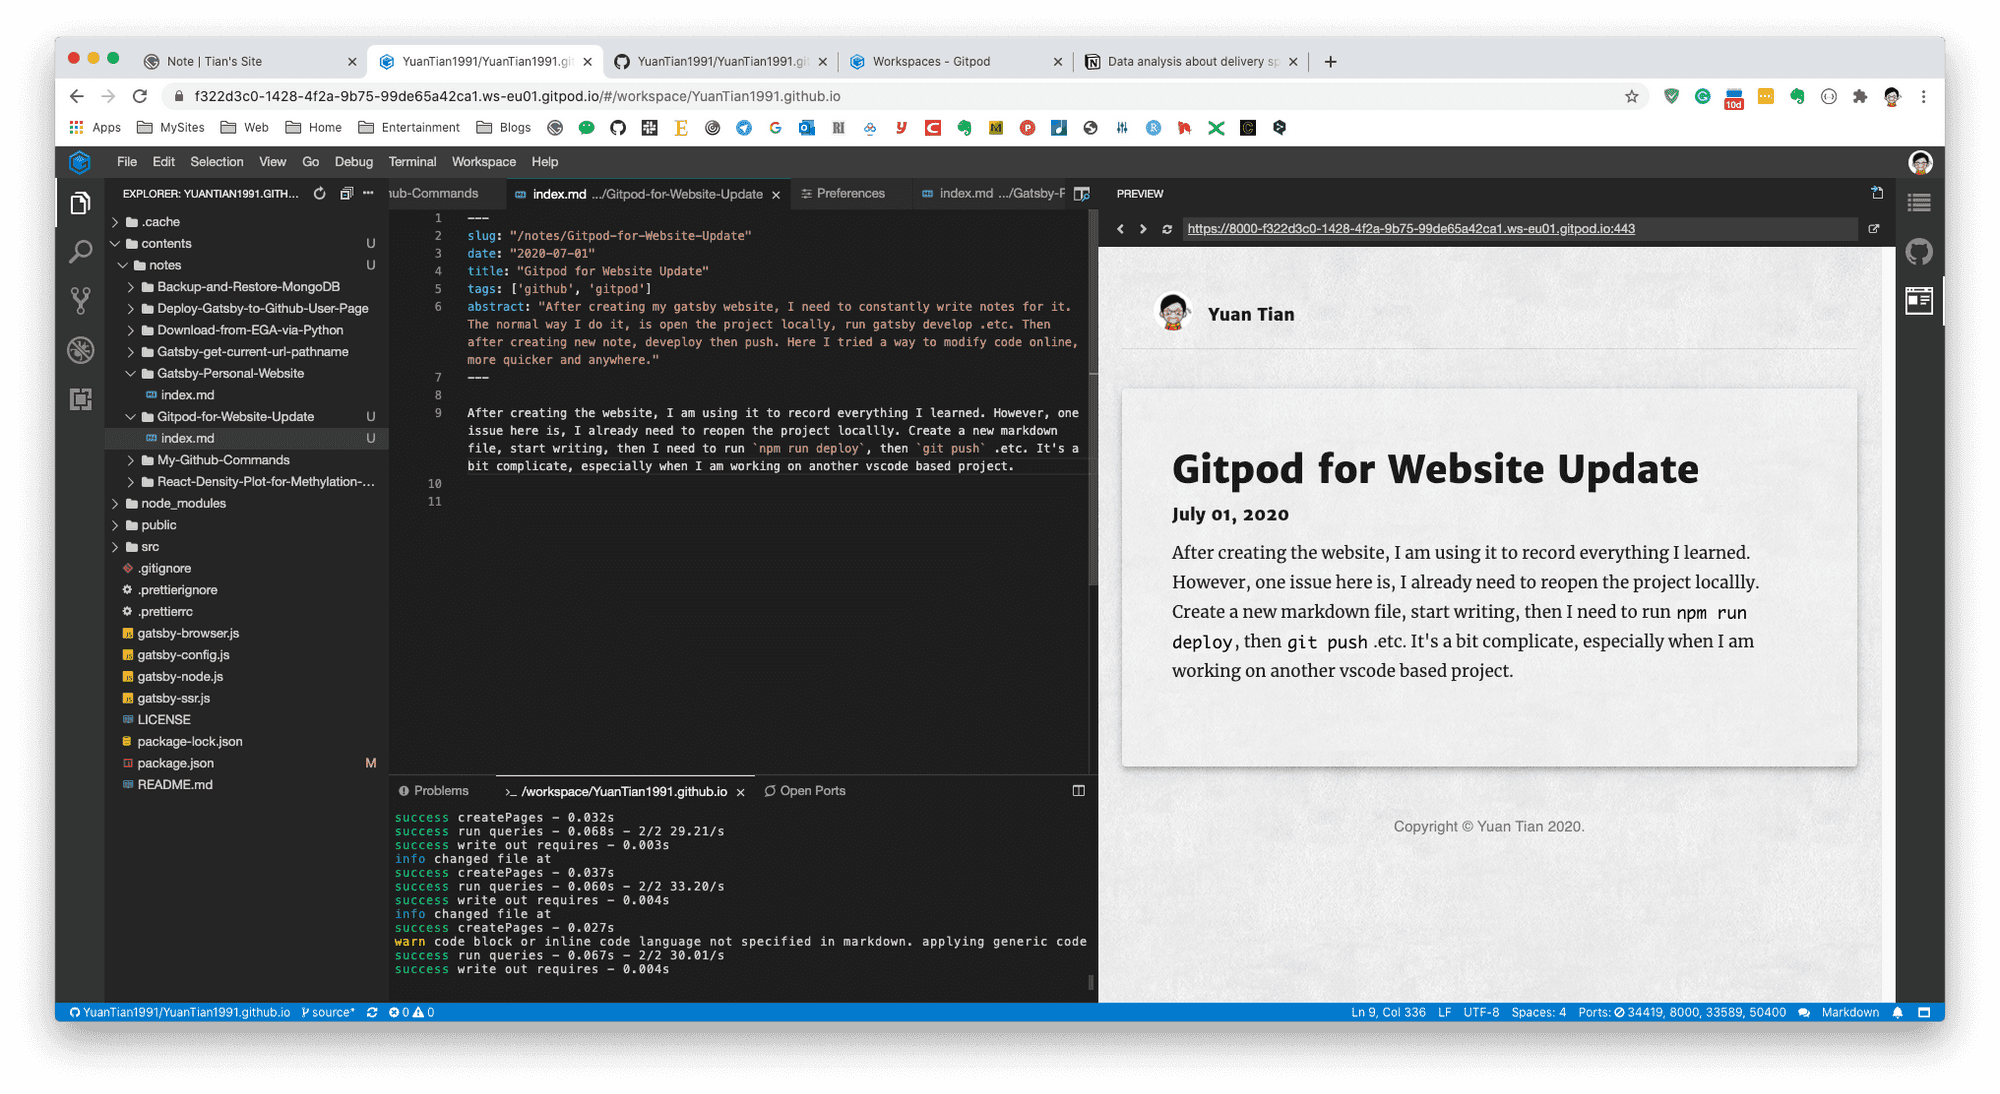 Note | Tian's Site
YuanTian1991/YuanTian1991.git
YuanTian1991/YuanTian1991.git
Workspaces - Gitpod
Data analysis about delivery sp
f322d3c0-1428-4f2a-9b75-99de65a42ca1.ws-eu01.gitpod.io/#/workspace/YuanTian1991.github.io
10d
Apps MySites Web Home Entertainment Blogs
File Edit Selection View Go Debug Terminal Workspace Help
EXPLORER: YUANTIAN1991.GITH...
.cache
contents U
notes U
Backup-and-Restore-MongoDB
Deploy-Gatsby-to-Github-User-Page
Download-from-EGA-via-Python
Gatsby-get-current-url-pathname
Gatsby-Personal-Website
index.md
Gitpod-for-Website-Update U
index.md U
My-Github-Commands
React-Density-Plot-for-Methylation-...
node_modules
public
src
.gitignore
.prettierignore
.prettierrc
gatsby-browser.js
gatsby-config.js
gatsby-node.js
gatsby-ssr.js
LICENSE
package-lock.json
package.json M
README.md
ub-Commands
index.md .../Gitpod-for-Website-Update
Preferences
index.md .../Gatsby-F
1 ---
2 slug: "/notes/Gitpod-for-Website-Update"
3 date: "2020-07-01"
4 title: "Gitpod for Website Update"
5 tags: ['github', 'gitpod']
6 abstract: "After creating my gatsby website, I need to constantly write notes for it.
The normal way I do it, is open the project locally, run gatsby develop .etc. Then
after creating new note, deveploy then push. Here I tried a way to modify code online,
more quicker and anywhere."
7 ---
8
9 After creating the website, I am using it to record everything I learned. However, one
issue here is, I already need to reopen the project locallly. Create a new markdown
file, start writing, then I need to run `npm run deploy`, then `git push` .etc. It's a
bit complicate, especially when I am working on another vscode based project.
10
11
Problems
>_ /workspace/YuanTian1991.github.io
Open Ports
success createPages - 0.032s
success run queries - 0.068s - 2/2 29.21/s
success write out requires - 0.003s
info changed file at
success createPages - 0.037s
success run queries - 0.060s - 2/2 33.20/s
success write out requires - 0.004s
info changed file at
success createPages - 0.027s
warn code block or inline code language not specified in markdown. applying generic code
success run queries - 0.067s - 2/2 30.01/s
success write out requires - 0.004s
PREVIEW
https://8000-f322d3c0-1428-4f2a-9b75-99de65a42ca1.ws-eu01.gitpod.io:443
Yuan Tian
Gitpod for Website Update
July 01, 2020
After creating the website, I am using it to record everything I learned.
However, one issue here is, I already need to reopen the project locallly.
Create a new markdown file, start writing, then I need to run npm run
deploy, then git push .etc. It's a bit complicate, especially when I am
working on another vscode based project.
Copyright © Yuan Tian 2020.
YuanTian1991/YuanTian1991.github.io source* 0 0
Ln 9, Col 336 LF UTF-8 Spaces: 4 Ports: 34419, 8000, 33589, 50400 Markdown